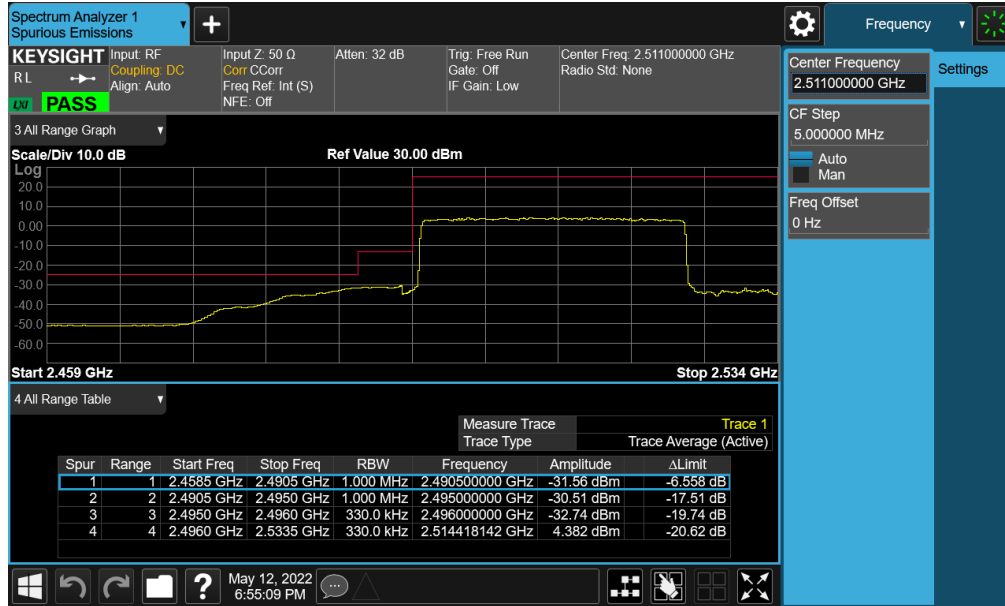 Spectrum Analyzer 1
Spurious Emissions
Frequency
KEYSIGHT
Input: RF
Input Z: 50 Ω
Atten: 32 dB
Trig: Free Run
Center Freq: 2.511000000 GHz
R L
Coupling: DC
Corr CCorr
Gate: Off
Radio Std: None
Align: Auto
Freq Ref: Int (S)
IF Gain: Low
LXI
PASS
NFE: Off
Center Frequency
2.511000000 GHz
Settings
CF Step
5.000000 MHz
Auto
Man
Freq Offset
0 Hz
3 All Range Graph
Scale/Div 10.0 dB
Ref Value 30.00 dBm
Log
20.0
10.0
0.00
-10.0
-20.0
-30.0
-40.0
-50.0
-60.0
Start 2.459 GHz
Stop 2.534 GHz
4 All Range Table
Measure Trace Trace 1
Trace Type Trace Average (Active)
Spur Range Start Freq Stop Freq RBW Frequency Amplitude ΔLimit
1 1 2.4585 GHz 2.4905 GHz 1.000 MHz 2.490500000 GHz -31.56 dBm -6.558 dB
2 2 2.4905 GHz 2.4950 GHz 1.000 MHz 2.495000000 GHz -30.51 dBm -17.51 dB
3 3 2.4950 GHz 2.4960 GHz 330.0 kHz 2.496000000 GHz -32.74 dBm -19.74 dB
4 4 2.4960 GHz 2.5335 GHz 330.0 kHz 2.514418142 GHz 4.382 dBm -20.62 dB
May 12, 2022
6:55:09 PM